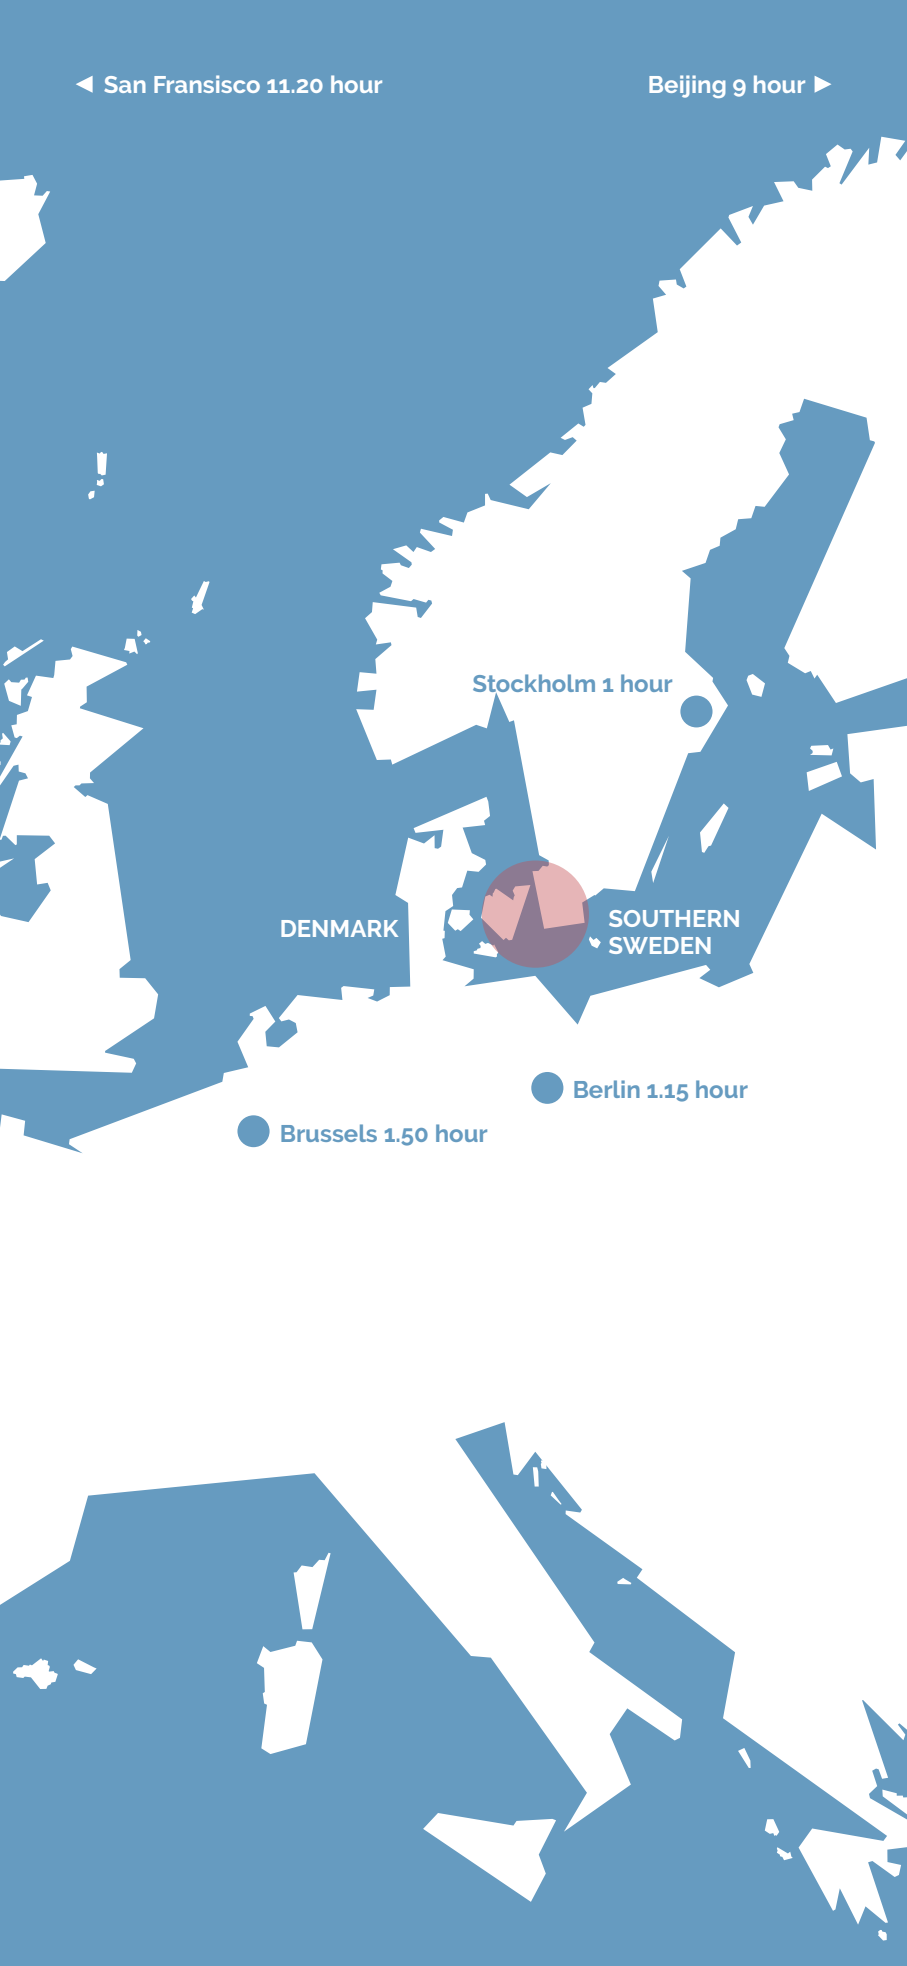 ◄ San Fransisco 11.20 hour
Beijing 9 hour ►
Stockholm 1 hour
DENMARK
SOUTHERN
SWEDEN
Berlin 1.15 hour
Brussels 1.50 hour